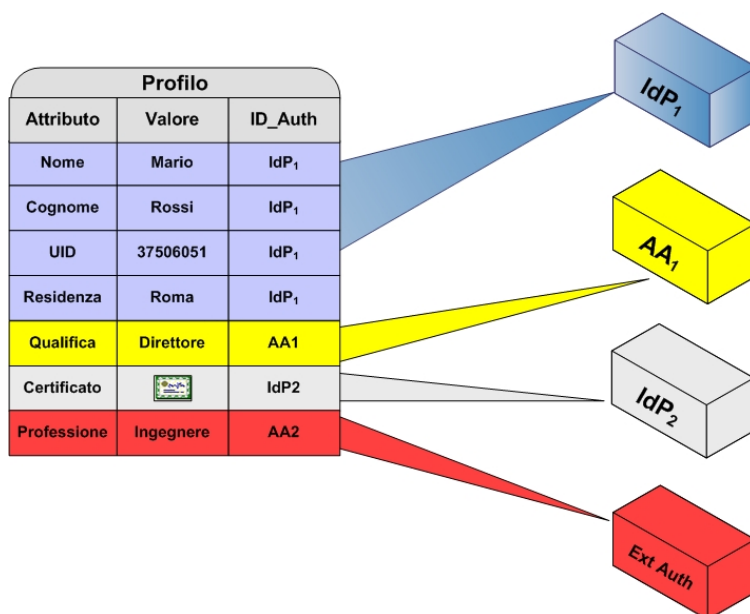 Profilo
Attributo Valore ID_Auth
Nome Mario IdP₁
Cognome Rossi IdP₁
UID 37506051 IdP₁
Residenza Roma IdP₁
Qualifica Direttore AA1
Certificato IdP2
Professione Ingegnere AA2
IdP₁
AA₁
IdP₂
Ext Auth